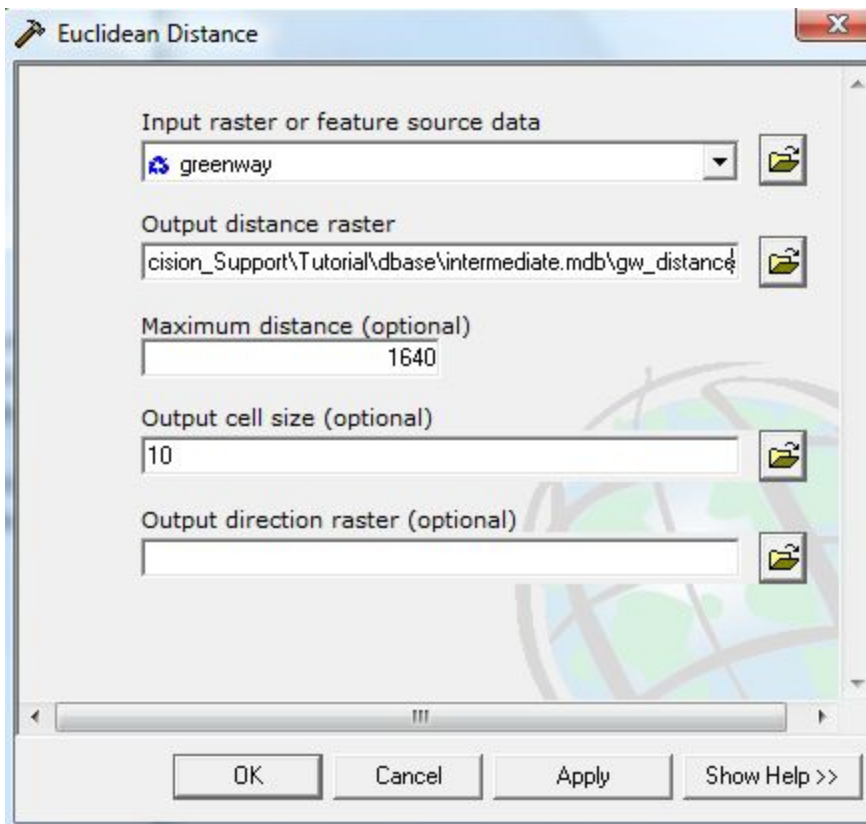 Euclidean Distance
Input raster or feature source data
greenway
Output distance raster
cision_Support\Tutorial\dbase\intermediate.mdb\gw_distance
Maximum distance (optional)
1640
Output cell size (optional)
10
Output direction raster (optional)
OK Cancel Apply Show Help >>